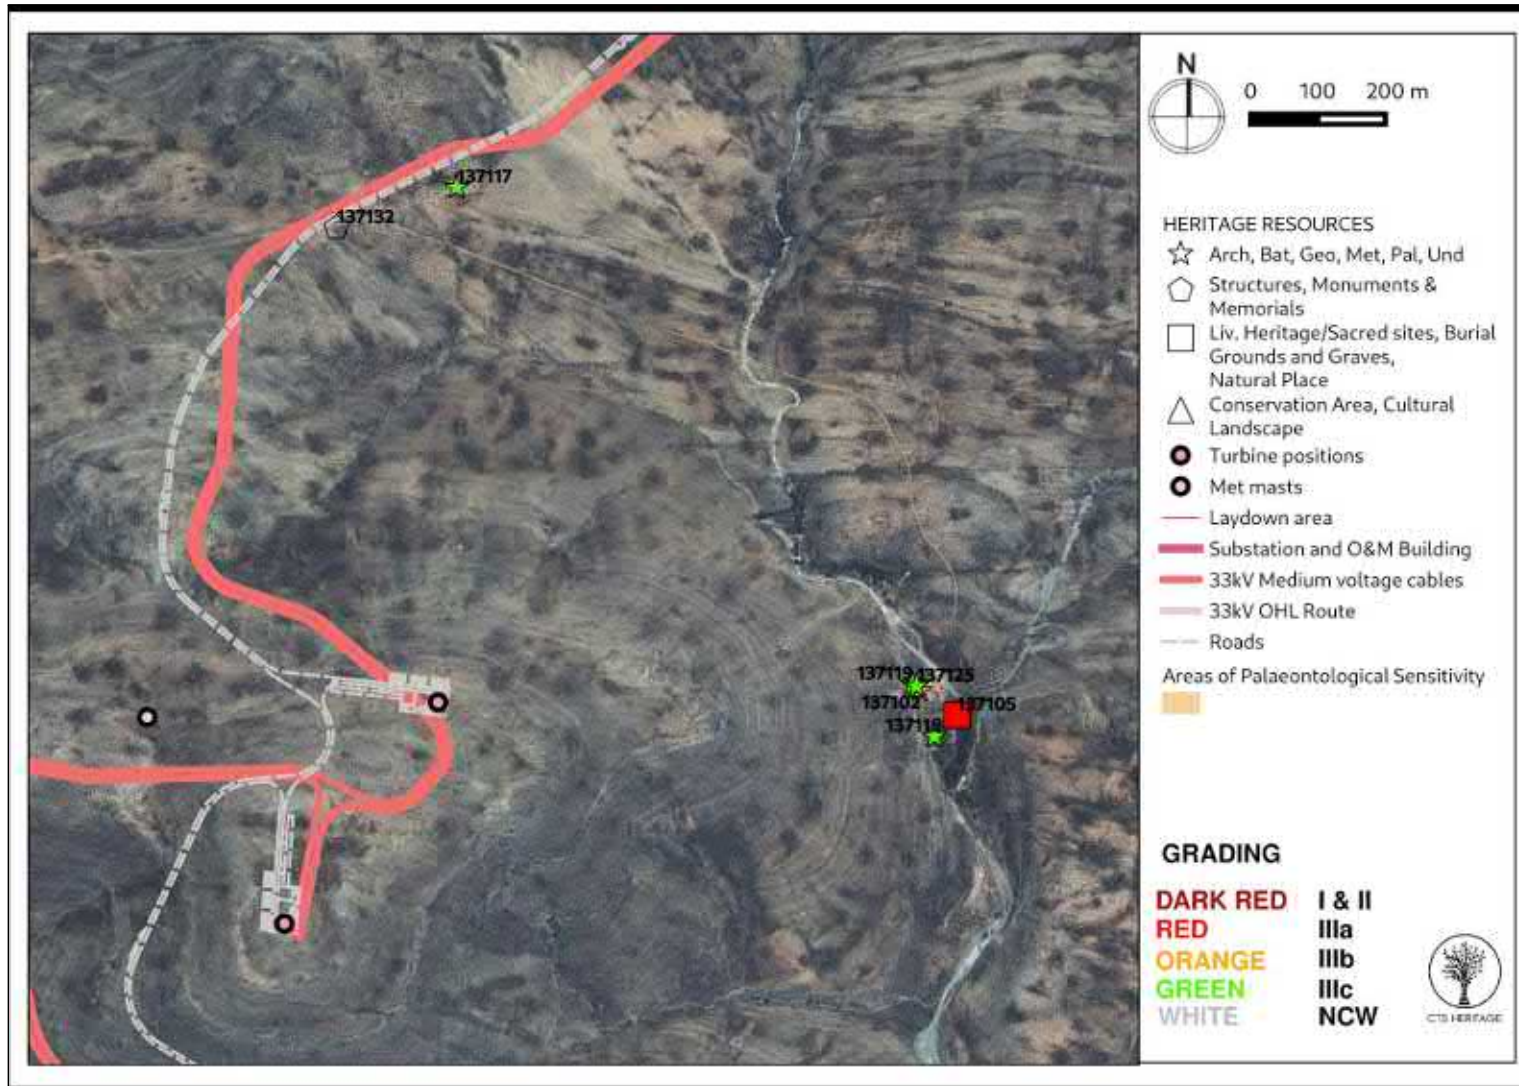 137117
137132
137119 137125
137102 137105
137118
N
0 100 200 m
HERITAGE RESOURCES
Arch, Bat, Geo, Met, Pal, Und
Structures, Monuments &
Memorials
Liv. Heritage/Sacred sites, Burial
Grounds and Graves,
Natural Place
Conservation Area, Cultural
Landscape
Turbine positions
Met masts
Laydown area
Substation and O&M Building
33kV Medium voltage cables
33kV OHL Route
Roads
Areas of Palaeontological Sensitivity
GRADING
DARK RED I & II
RED IIIa
ORANGE IIIb
GREEN IIIc
WHITE NCW
CTS HERITAGE